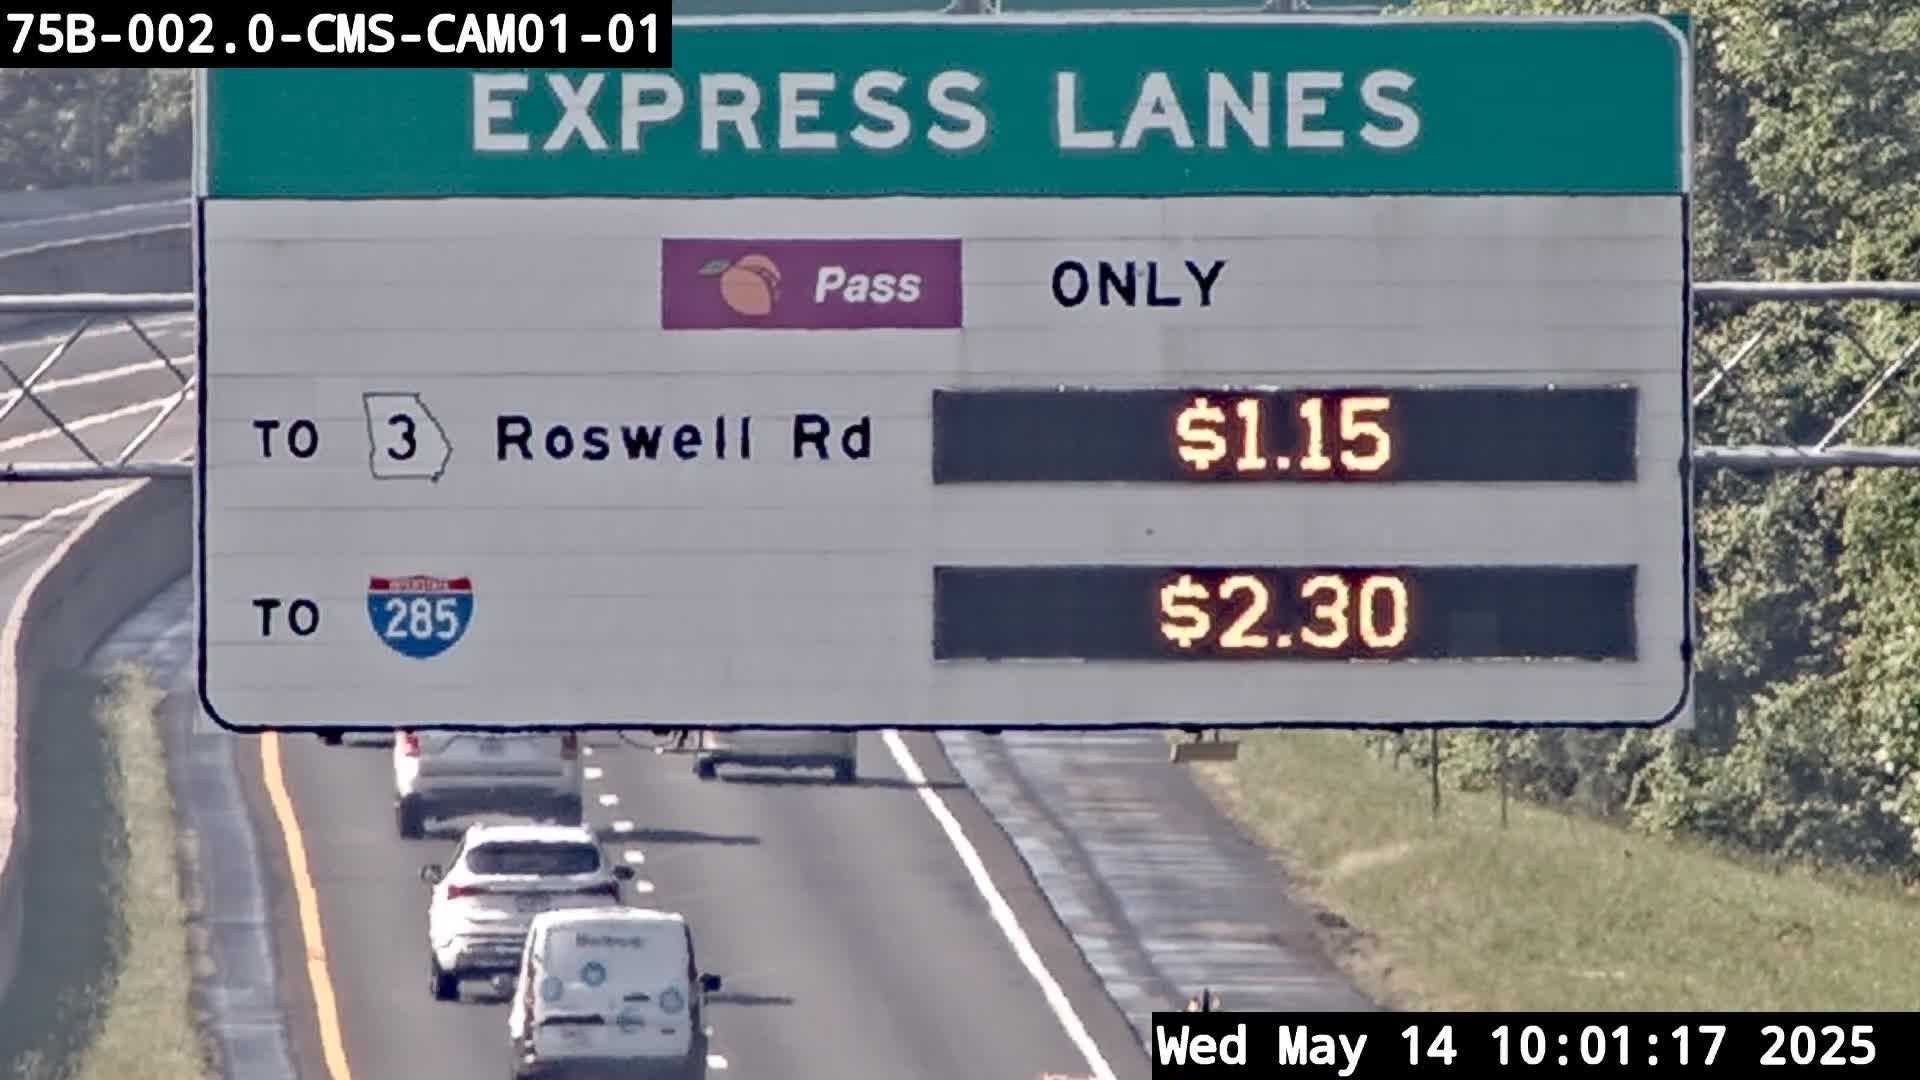 75B-002.0-CMS-CAM01-01
EXPRESS LANES
Pass ONLY
TO 3 Roswell Rd $1.15
TO INTERSTATE 285 $2.30
Wed May 14 10:01:17 2025